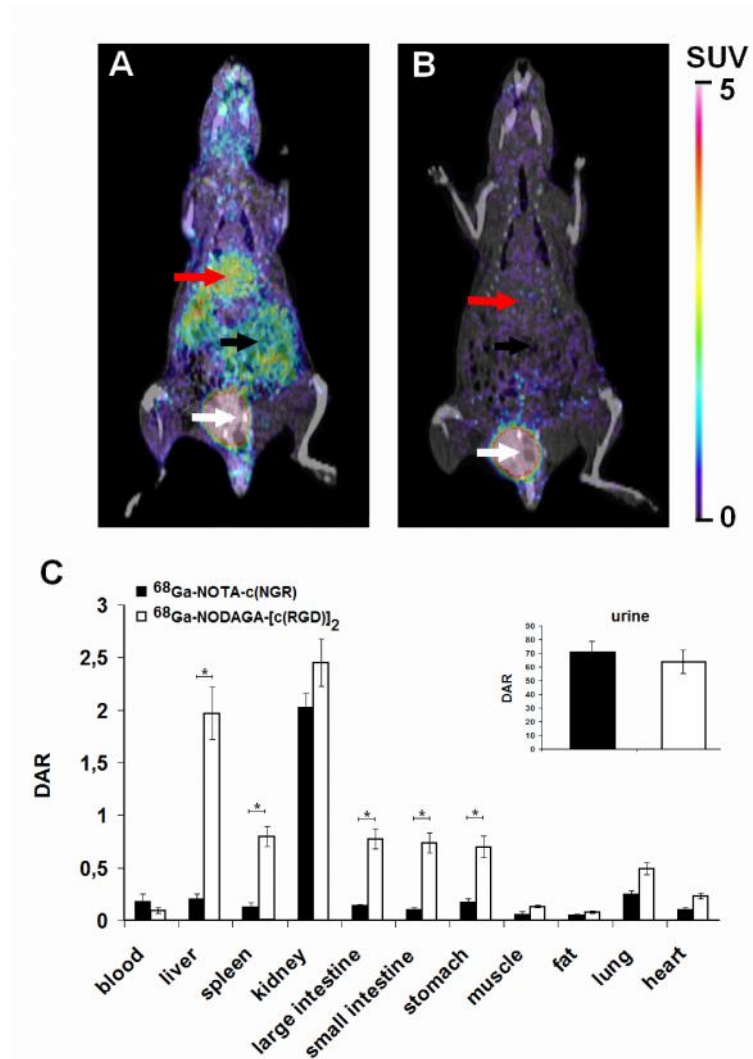 A
B
SUV
5
0
C
⁶⁸Ga-NOTA-c(NGR)
⁶⁸Ga-NODAGA-[c(RGD)]₂
3
2,5
2
1,5
1
0,5
0
DAR
*
*
*
*
*
urine
90
80
70
60
50
40
30
20
10
0
DAR
blood
liver
spleen
kidney
large intestine
small intestine
stomach
muscle
fat
lung
heart